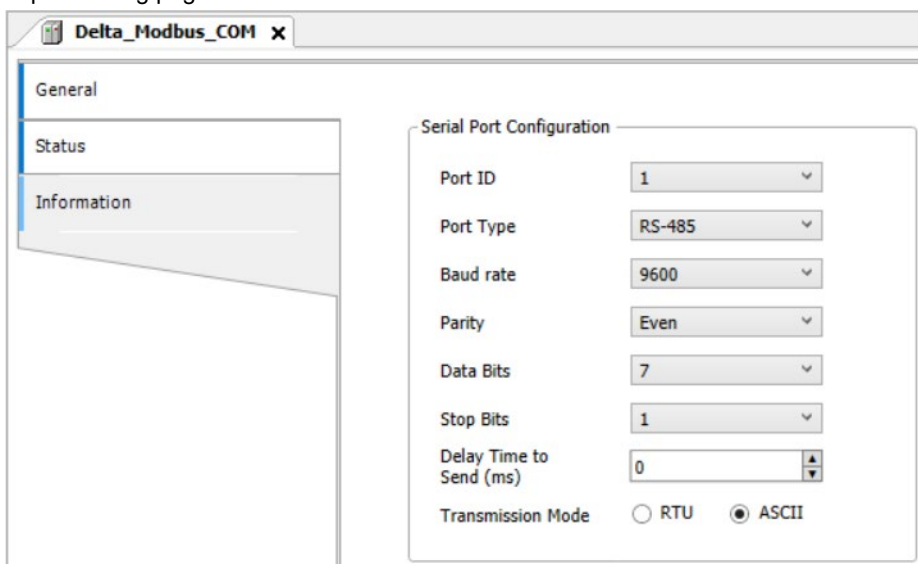 Delta_Modbus_COM X
General
Status
Information
Serial Port Configuration
Port ID 1
Port Type RS-485
Baud rate 9600
Parity Even
Data Bits 7
Stop Bits 1
Delay Time to
Send (ms) 0
Transmission Mode RTU ASCII